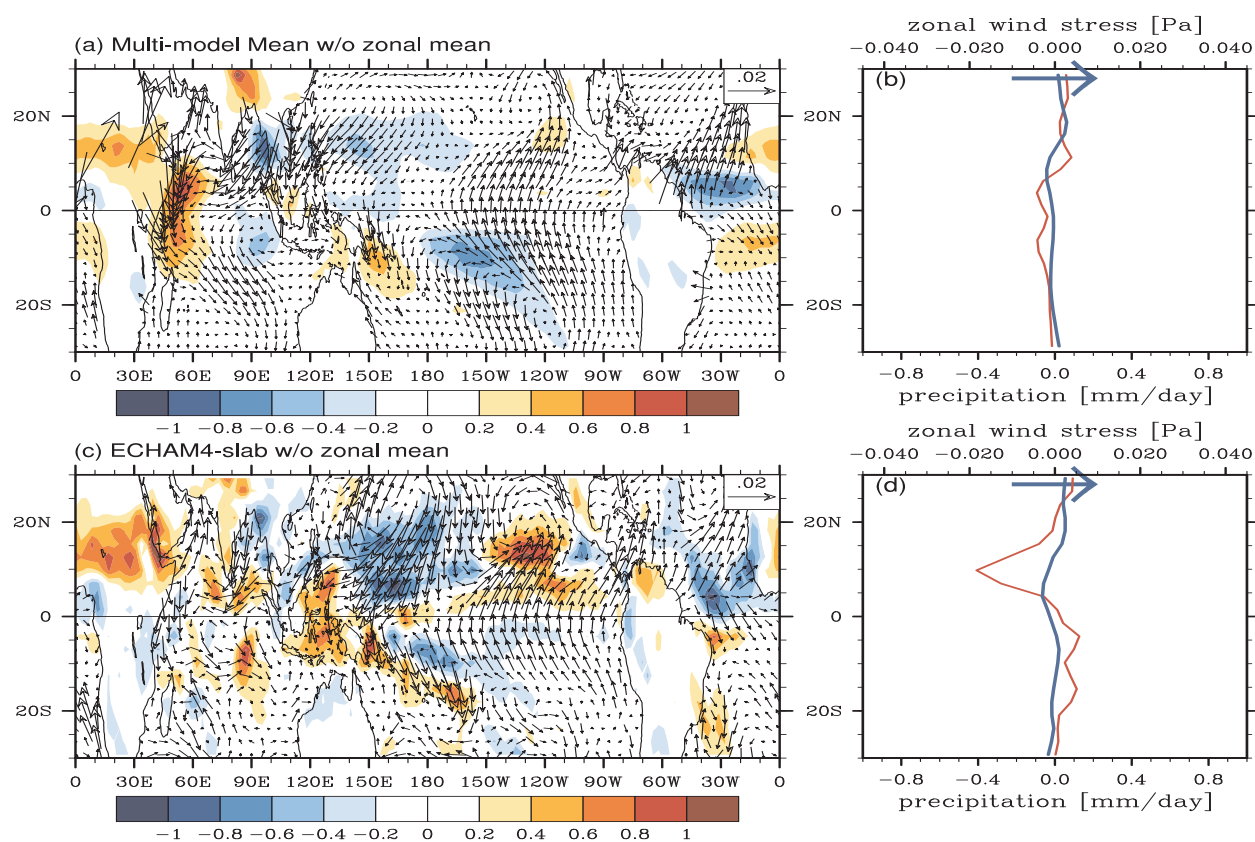 (a) Multi-model Mean w/o zonal mean
.02
20N
0
20S
0 30E 60E 90E 120E 150E 180 150W 120W 90W 60W 30W 0
−1 −0.8 −0.6 −0.4 −0.2 0 0.2 0.4 0.6 0.8 1
zonal wind stress [Pa]
−0.040 −0.020 0.000 0.020 0.040
(b)
20N
0
20S
−0.8 −0.4 0.0 0.4 0.8
precipitation [mm/day]
(c) ECHAM4-slab w/o zonal mean
.02
20N
0
20S
0 30E 60E 90E 120E 150E 180 150W 120W 90W 60W 30W 0
−1 −0.8 −0.6 −0.4 −0.2 0 0.2 0.4 0.6 0.8 1
zonal wind stress [Pa]
−0.040 −0.020 0.000 0.020 0.040
(d)
20N
0
20S
−0.8 −0.4 0.0 0.4 0.8
precipitation [mm/day]